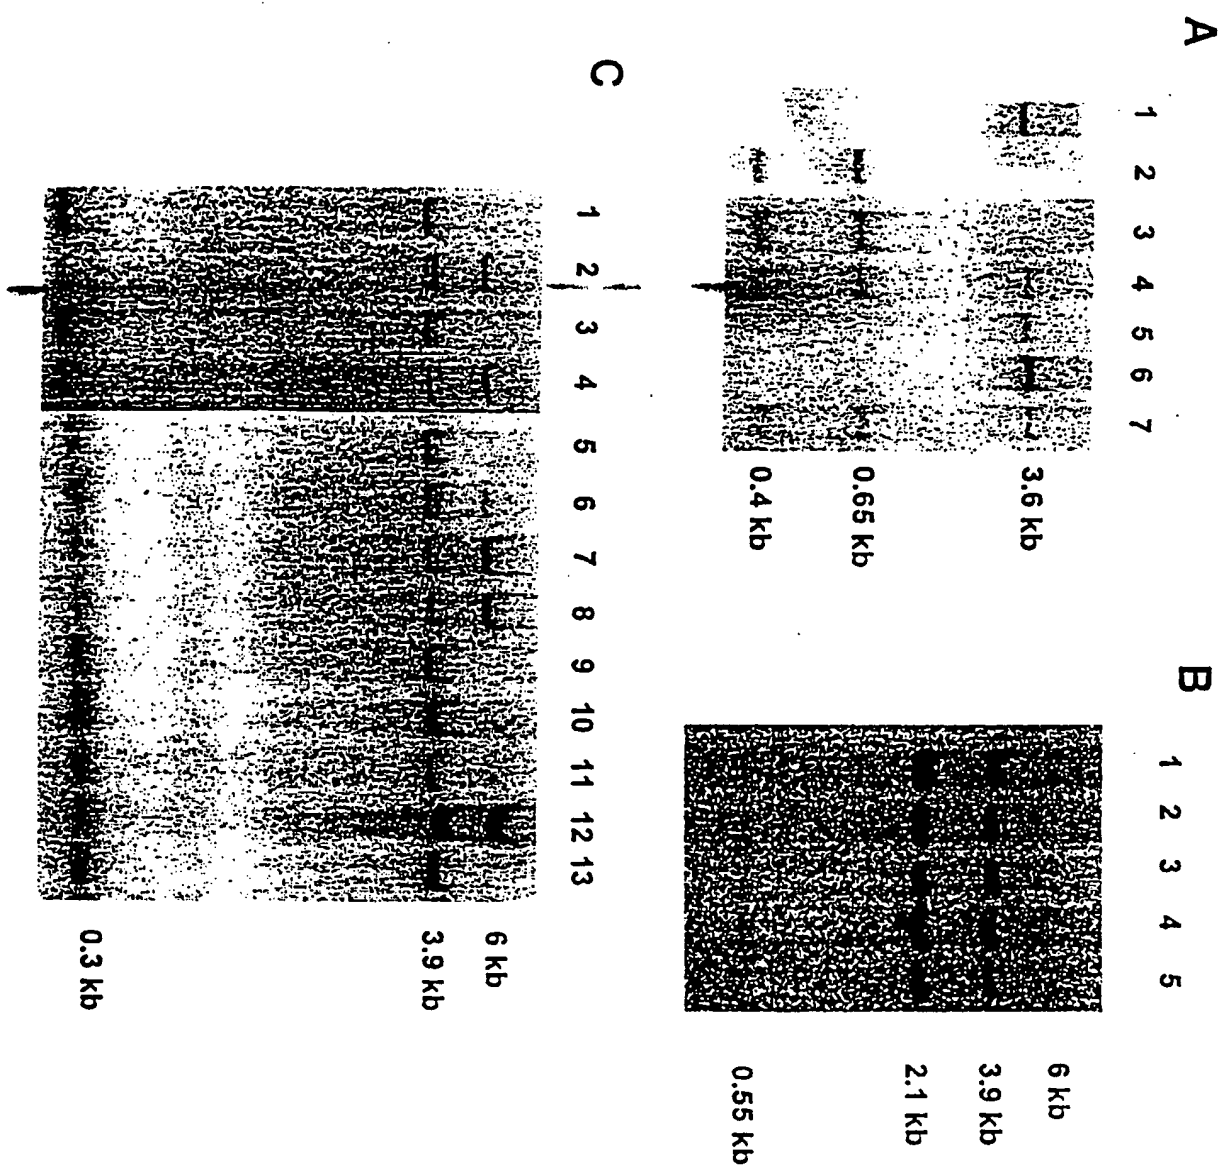 A
1 2 3 4 5 6 7
3.6 kb
0.65 kb
0.4 kb
B
1 2 3 4 5
6 kb
3.9 kb
2.1 kb
0.55 kb
C
1 2 3 4 5 6 7 8 9 10 11 12 13
6 kb
3.9 kb
0.3 kb